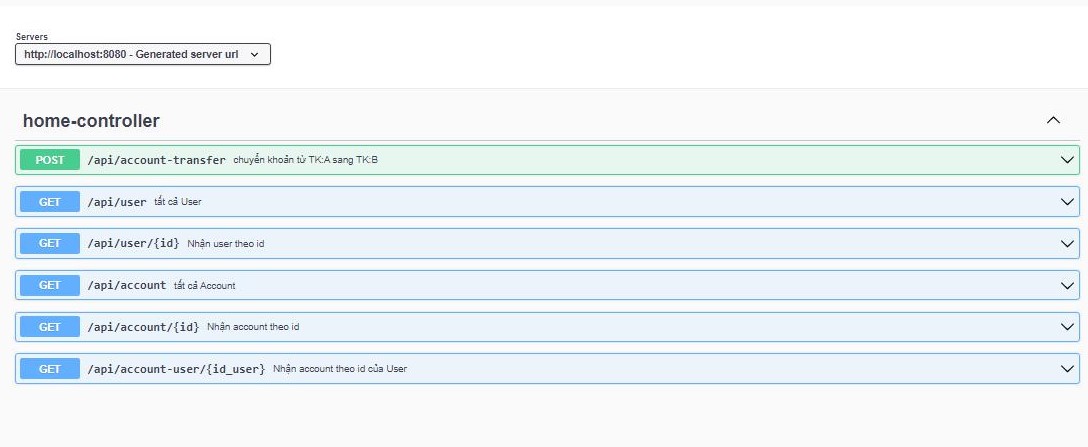 Servers
http://localhost:8080 - Generated server url
home-controller
POST /api/account-transfer chuyển khoản từ TK:A sang TK:B
GET /api/user tất cả User
GET /api/user/{id} Nhận user theo id
GET /api/account tất cả Account
GET /api/account/{id} Nhận account theo id
GET /api/account-user/{id_user} Nhận account theo id của User